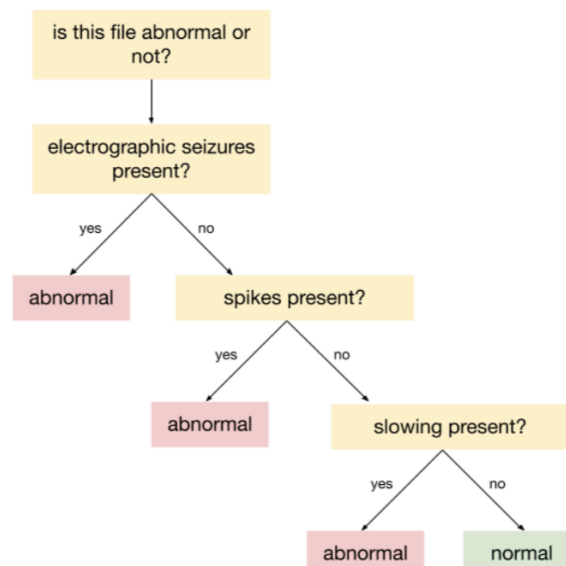 is this file abnormal or
not?
electrographic seizures
present?
yes
no
abnormal
spikes present?
yes
no
abnormal
slowing present?
yes
no
abnormal
normal